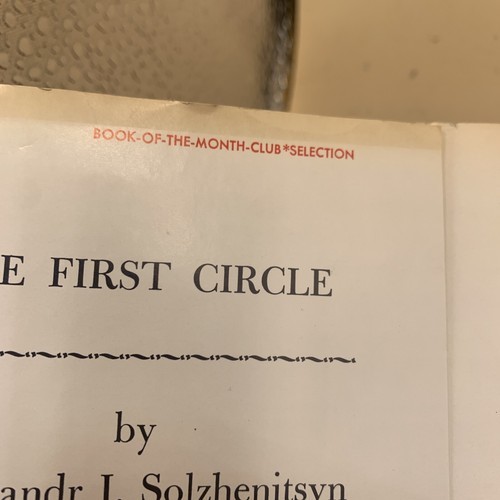 BOOK-OF-THE-MONTH-CLUB*SELECTION
E FIRST CIRCLE
by
andr I. Solzhenitsyn